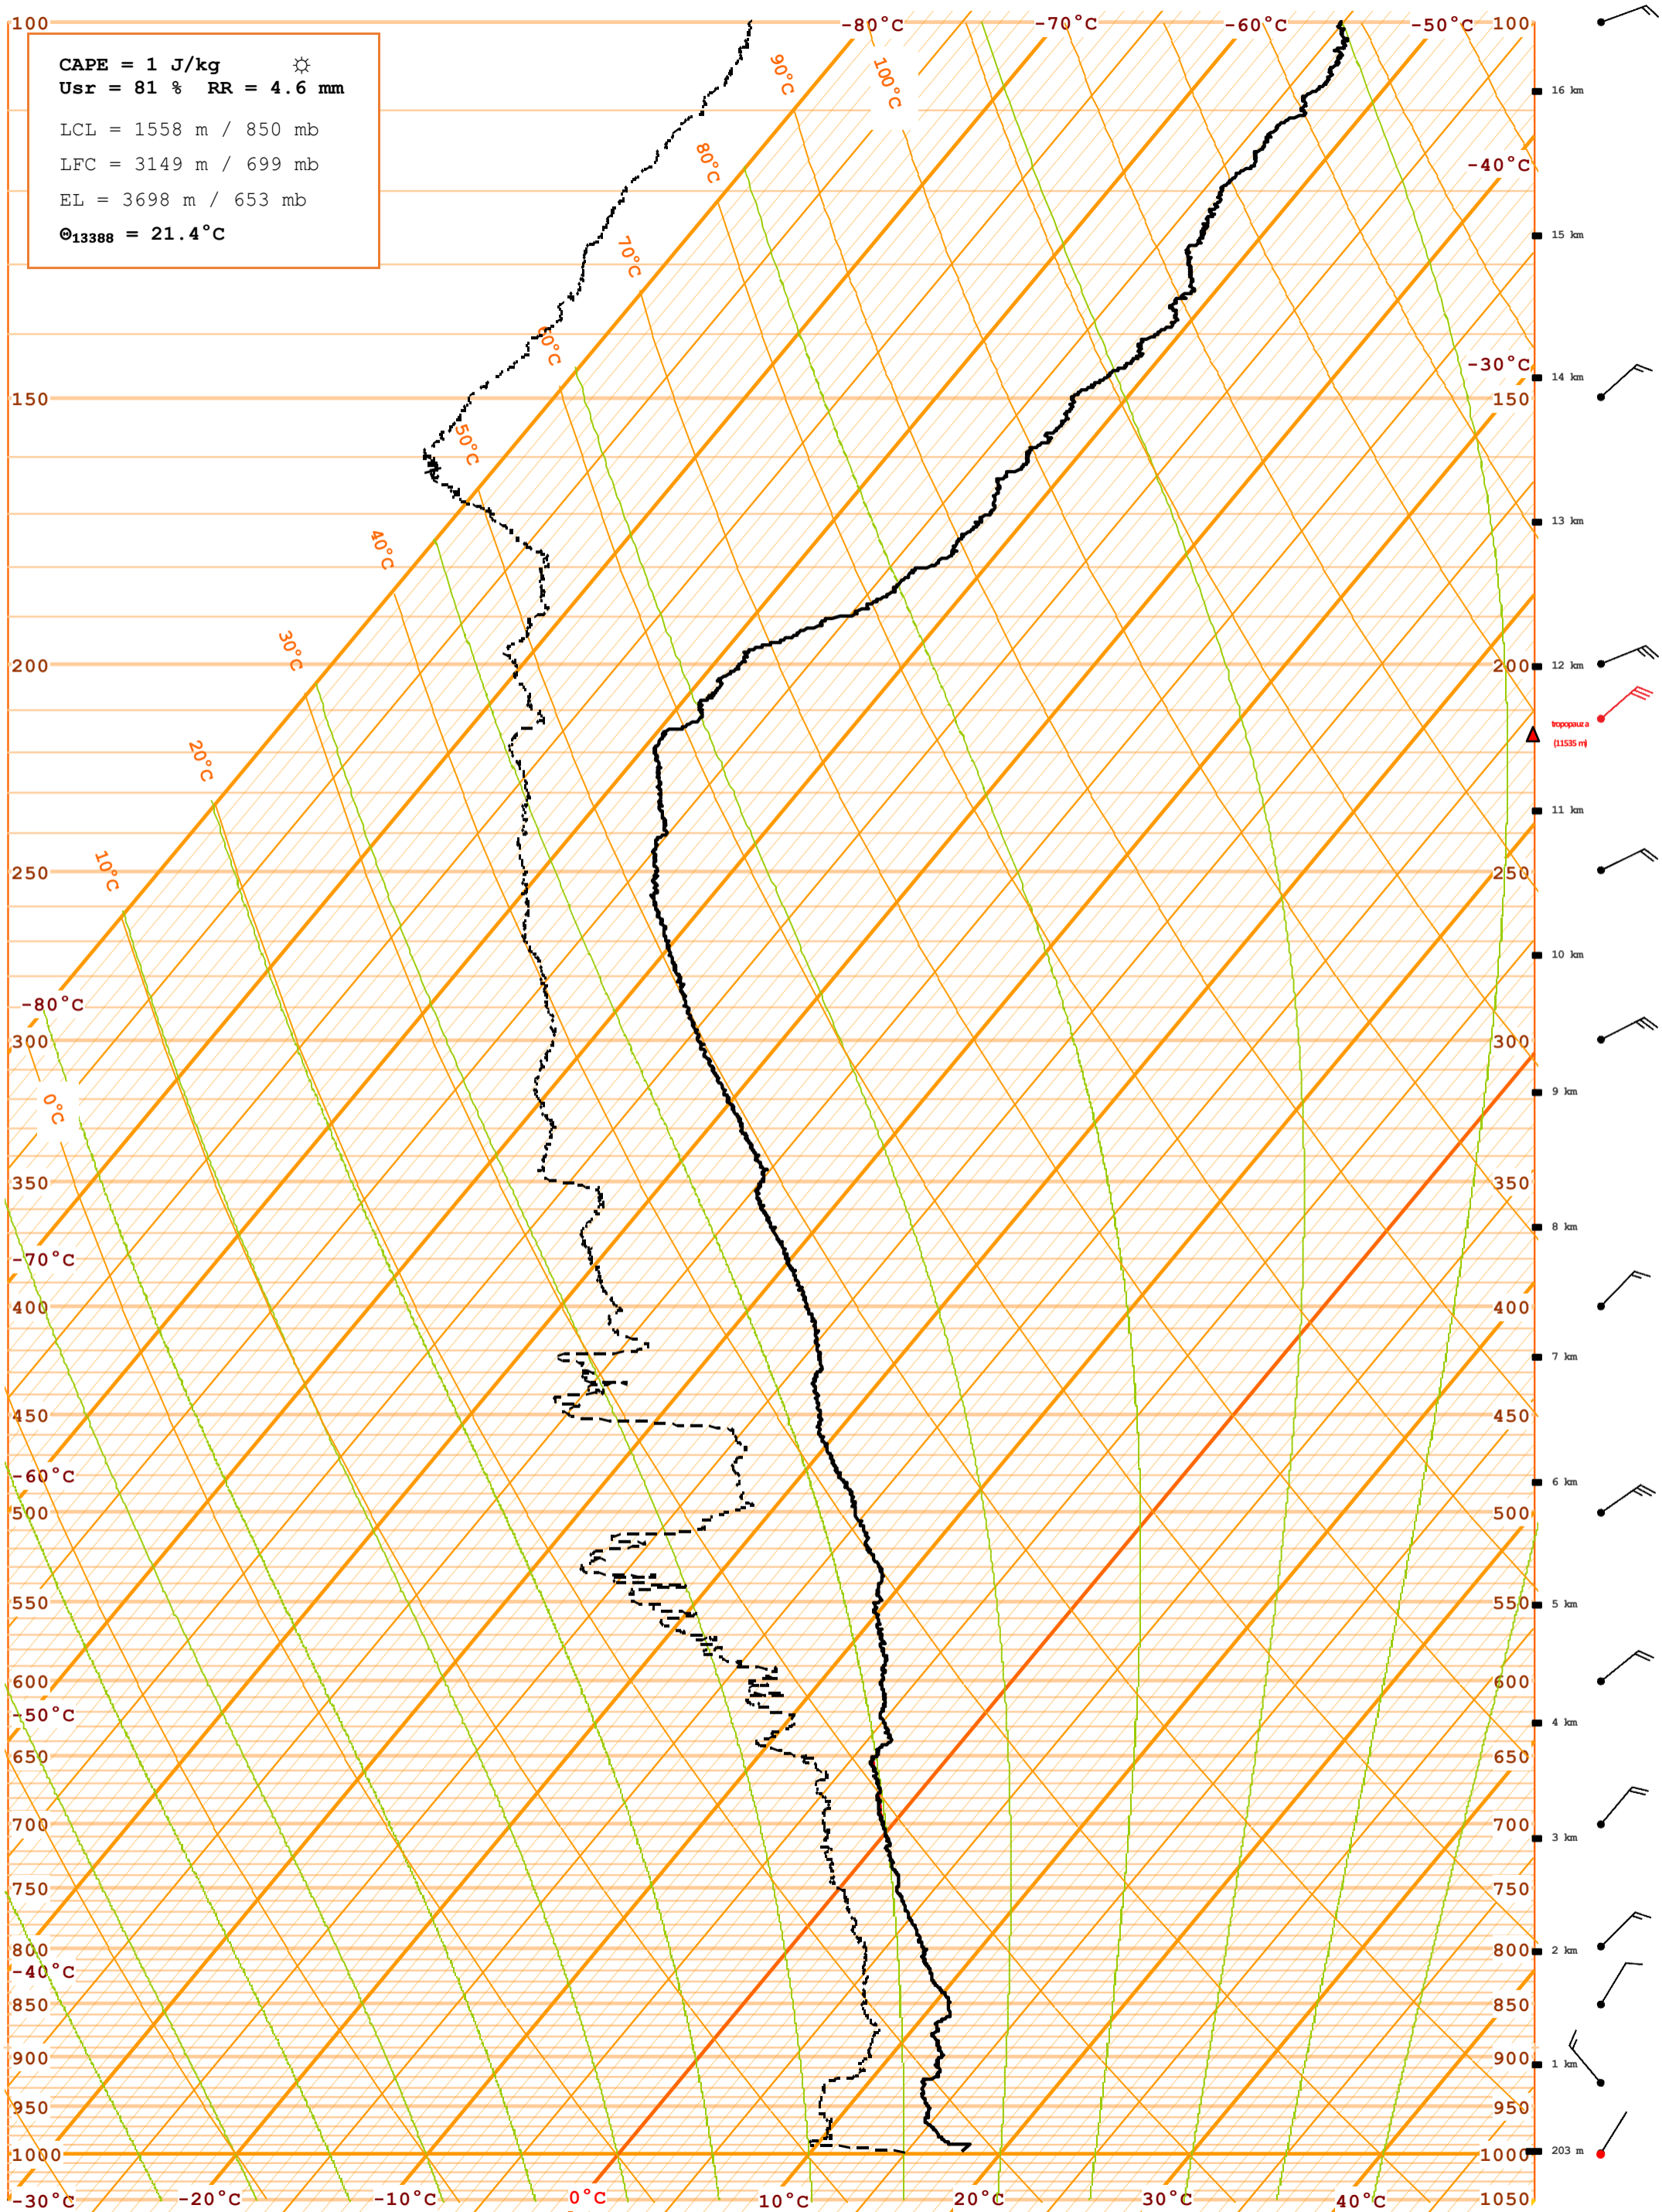 100 -80°C -70°C -60°C -50°C 100
CAPE = 1 J/kg ☼
Usr = 81 % RR = 4.6 mm
LCL = 1558 m / 850 mb
LFC = 3149 m / 699 mb
EL = 3698 m / 653 mb
Θ13388 = 21.4°C
90°C 100°C
16 km
80°C -40°C
70°C 15 km
60°C -30°C
14 km
150 150
50°C
13 km
40°C
30°C
200 200 12 km
tropopauza
(11535 m)
20°C
11 km
10°C 250 250
10 km
-80°C
300 300
9 km
0°C
350 350
8 km
-70°C
400 400
7 km
450 450
-60°C 6 km
500 500
550 550 5 km
600 600
-50°C 4 km
650 650
700 700
3 km
750 750
800 800 2 km
-40°C
850 850
900 900 1 km
950 950
1000 1000 203 m
-30°C -20°C -10°C 0°C 10°C 20°C 30°C 40°C 1050